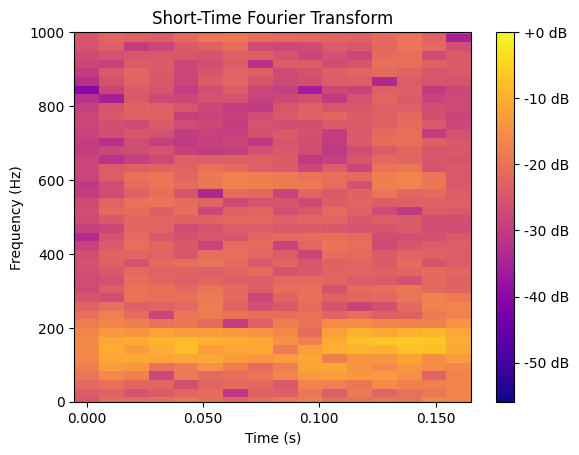 Short-Time Fourier Transform
1000
800
600
400
200
0
Frequency (Hz)
0.000
0.050
0.100
0.150
Time (s)
+0 dB
-10 dB
-20 dB
-30 dB
-40 dB
-50 dB